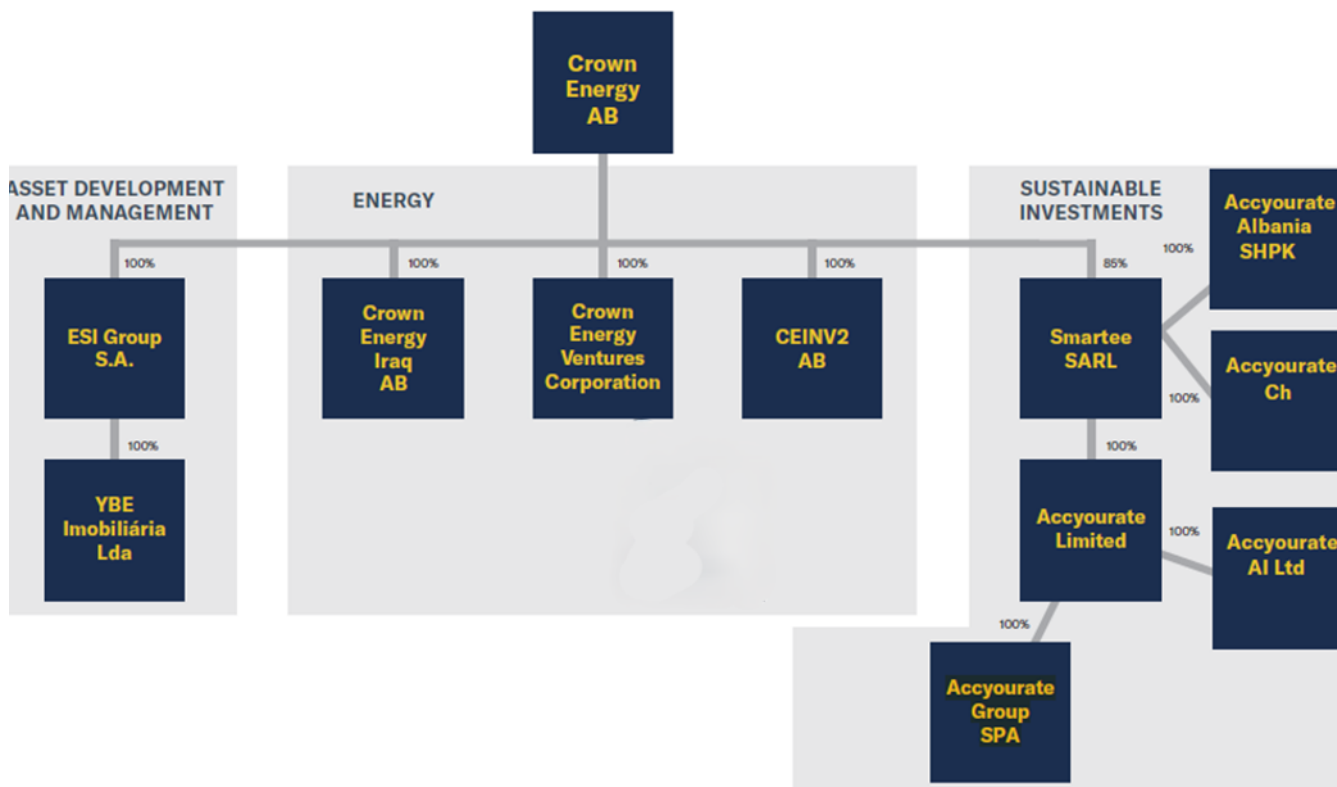 Crown
Energy
AB
ASSET DEVELOPMENT
AND MANAGEMENT
ENERGY
SUSTAINABLE
INVESTMENTS
100%
100%
100%
100%
85%
100%
Accyourate
Albania
SHPK
ESI Group
S.A.
Crown
Energy
Iraq
AB
Crown
Energy
Ventures
Corporation
CEINV2
AB
Smartee
SARL
100%
Accyourate
Ch
100%
100%
YBE
Imobiliária
Lda
Accyourate
Limited
100%
Accyourate
AI Ltd
100%
Accyourate
Group
SPA